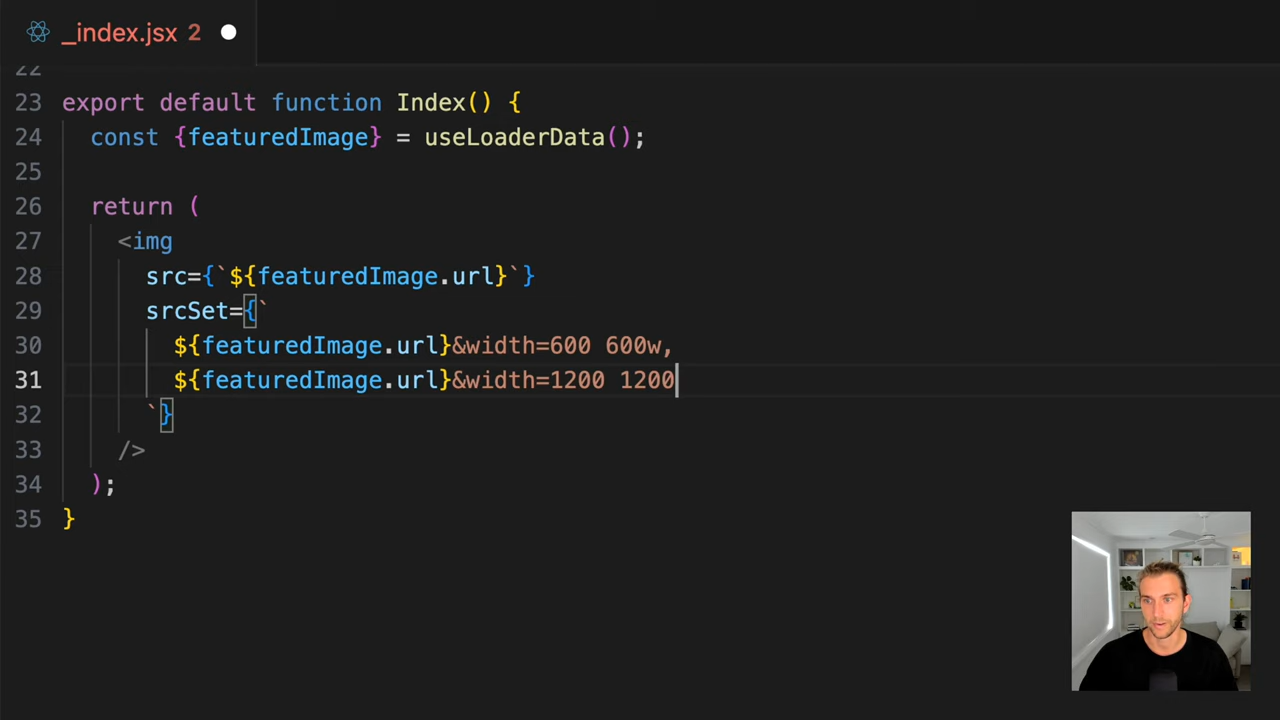 _index.jsx 2
22
23 export default function Index() {
24 const {featuredImage} = useLoaderData();
25
26 return (
27 <img
28 src={`${featuredImage.url}`}
29 srcSet={`
30 ${featuredImage.url}&width=600 600w,
31 ${featuredImage.url}&width=1200 1200
32 `}
33 />
34 );
35 }